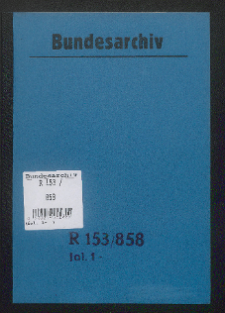 Bundesarchiv
Bundesarchiv
R 153 /
858
R 153/858
fol. 1-